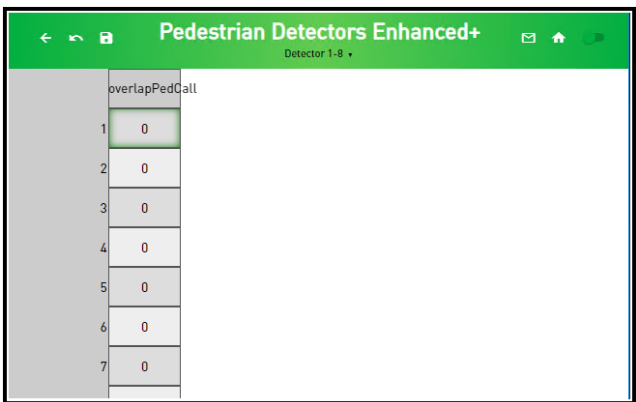 Pedestrian Detectors Enhanced+
Detector 1-8
overlapPedCall
1 0
2 0
3 0
4 0
5 0
6 0
7 0